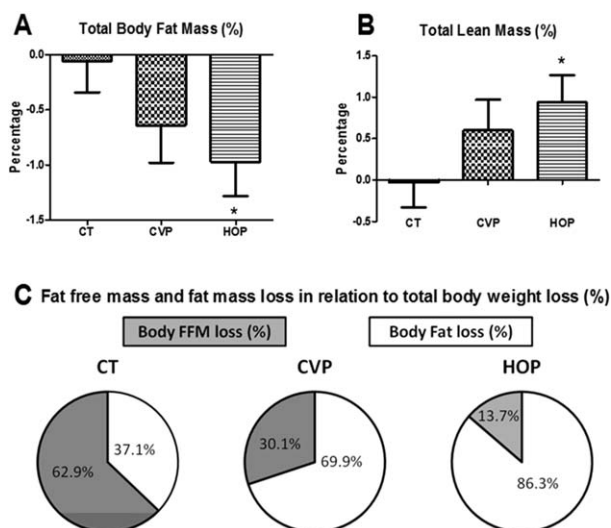 A
Total Body Fat Mass (%)
Percentage
0.0
-0.5
-1.0
-1.5
*
CT
CVP
HOP
B
Total Lean Mass (%)
Percentage
1.5
1.0
0.5
0.0
-0.5
*
CT
CVP
HOP
C Fat free mass and fat mass loss in relation to total body weight loss (%)
Body FFM loss (%)
Body Fat loss (%)
CT
CVP
HOP
62.9%
37.1%
30.1%
69.9%
13.7%
86.3%